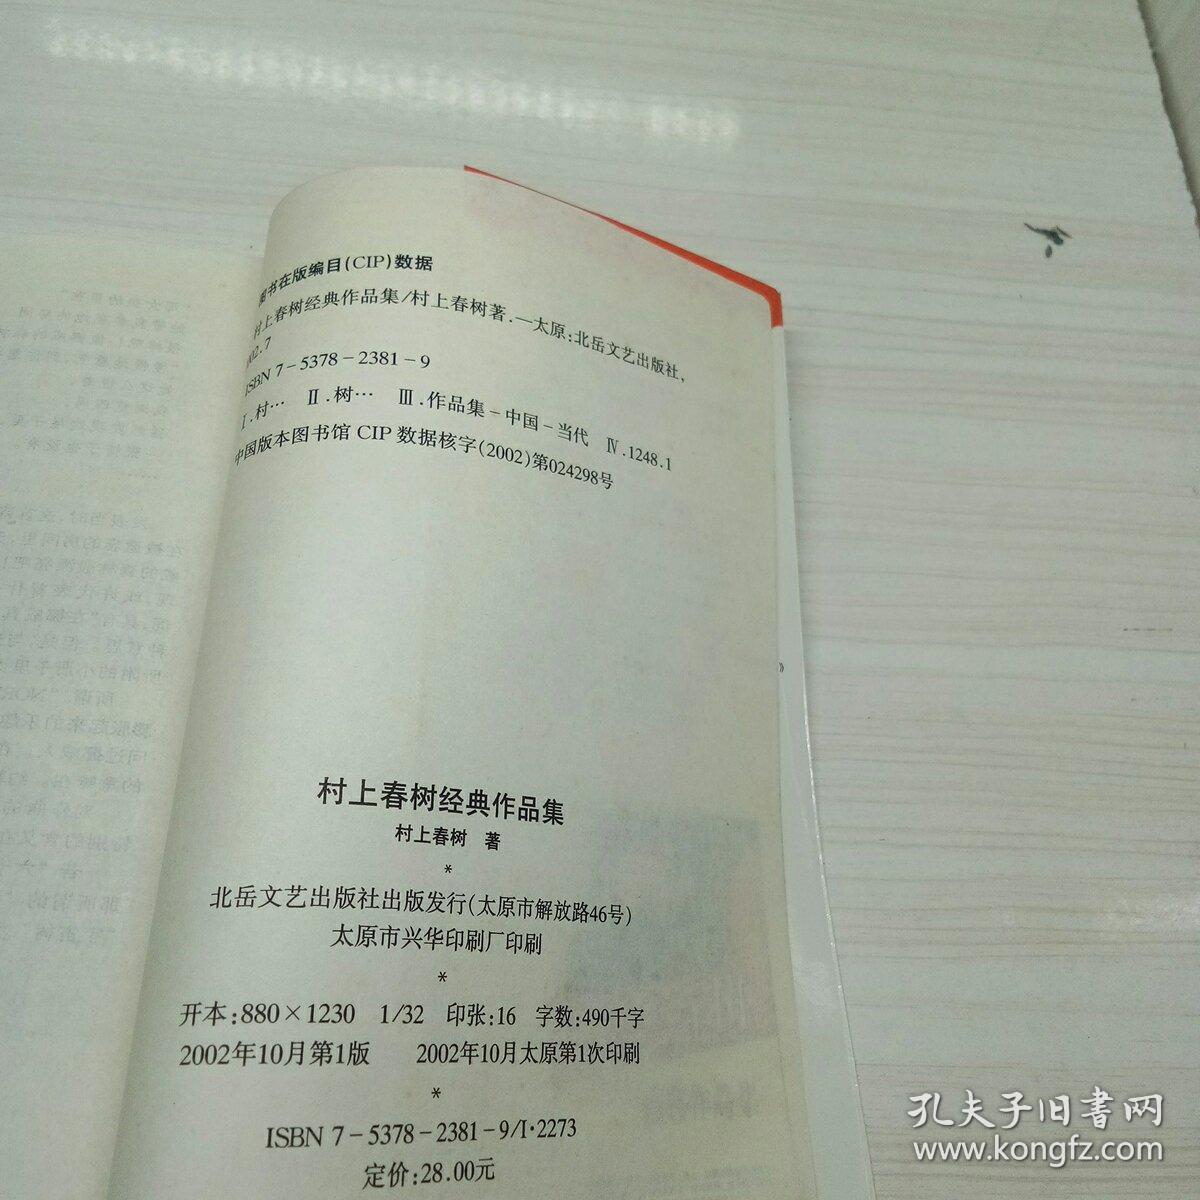 图书在版编目(CIP)数据
村上春树经典作品集/村上春树著.—太原:北岳文艺出版社,
002.7
ISBN 7-5378-2381-9
Ⅰ.村… Ⅱ.树… Ⅲ.作品集-中国-当代 Ⅳ.1248.1
中国版本图书馆CIP数据核字(2002)第024298号
村上春树经典作品集
村上春树 著
*
北岳文艺出版社出版发行(太原市解放路46号)
太原市兴华印刷厂印刷
*
开本:880×1230 1/32 印张:16 字数:490千字
2002年10月第1版 2002年10月太原第1次印刷
*
ISBN 7-5378-2381-9/I·2273
定价:28.00元
孔夫子旧书网
www.kongfz.com